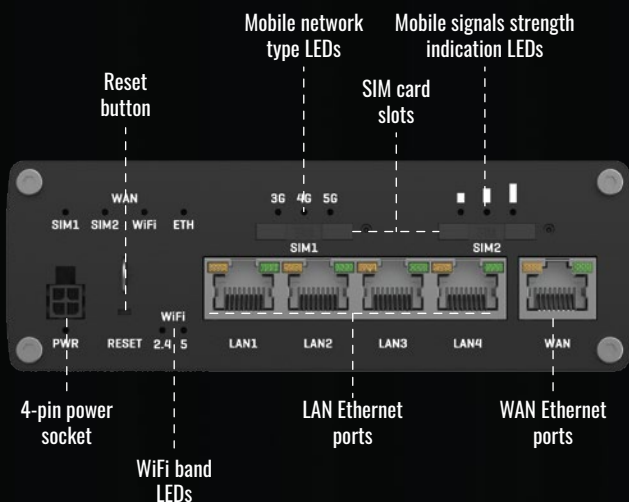 Mobile network
type LEDs
Mobile signals strength
indication LEDs
Reset
button
SIM card
slots
WAN
SIM1 SIM2 WiFi ETH
3G 4G 5G
SIM1
SIM2
WiFi
PWR RESET 2.4 5 LAN1 LAN2 LAN3 LAN4 WAN
4-pin power
socket
LAN Ethernet
ports
WAN Ethernet
ports
WiFi band
LEDs